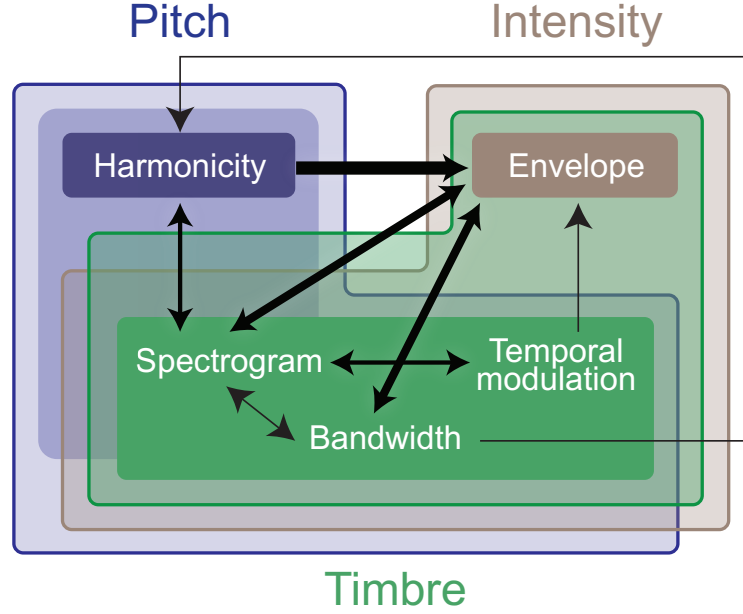 Pitch
Intensity
Harmonicity
Envelope
Spectrogram
Temporal
modulation
Bandwidth
Timbre